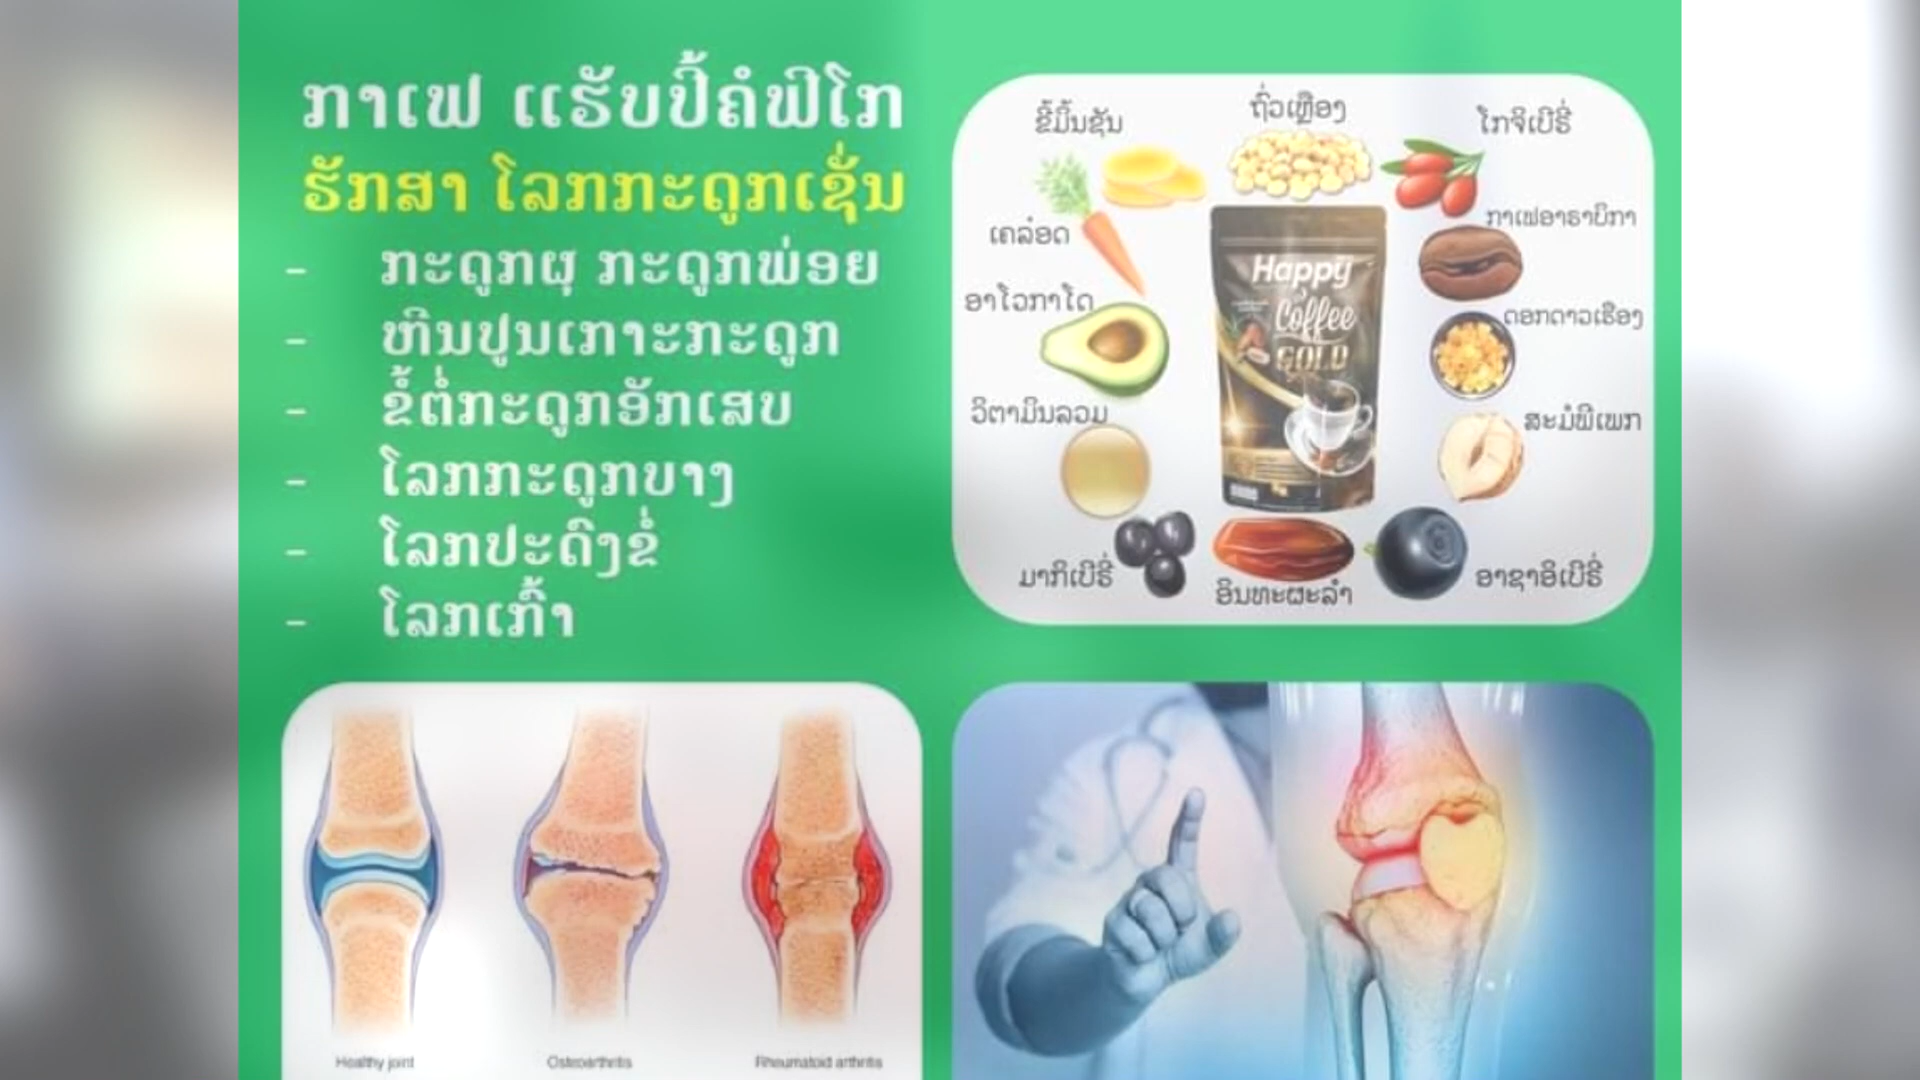 ກາເຟ ແຮັບປີ້ຄໍຟີໂກ
ຮັກສາ ໂລກກະດູກເຊັ່ນ
- ກະດູກຜຸ ກະດູກພ່ອຍ
- ຫີນປູນເກາະກະດູກ
- ຂໍ້ຕໍ່ກະດູກອັກເສບ
- ໂລກກະດູກບາງ
- ໂລກປະດົງຂໍ່
- ໂລກເກົ໊າ
ຂີ້ມິ້ນຊັນ
ຖົ່ວເຫຼືອງ
ໂກຈິເບີຣີ່
ເຄລ໋ອດ
ກາເຟອາຣາບິກາ
ອາໂວກາໂດ
ດອກດາວເຮືອງ
ວິຕາມິນລວມ
ສະມໍພີເພກ
ມາກິເບີຣີ່
ອິນທະຜະລຳ
ອາຊາອິເບີຣີ່
Happy
Coffee
GOLD
Healthy joint
Osteoarthritis
Rheumatoid arthritis